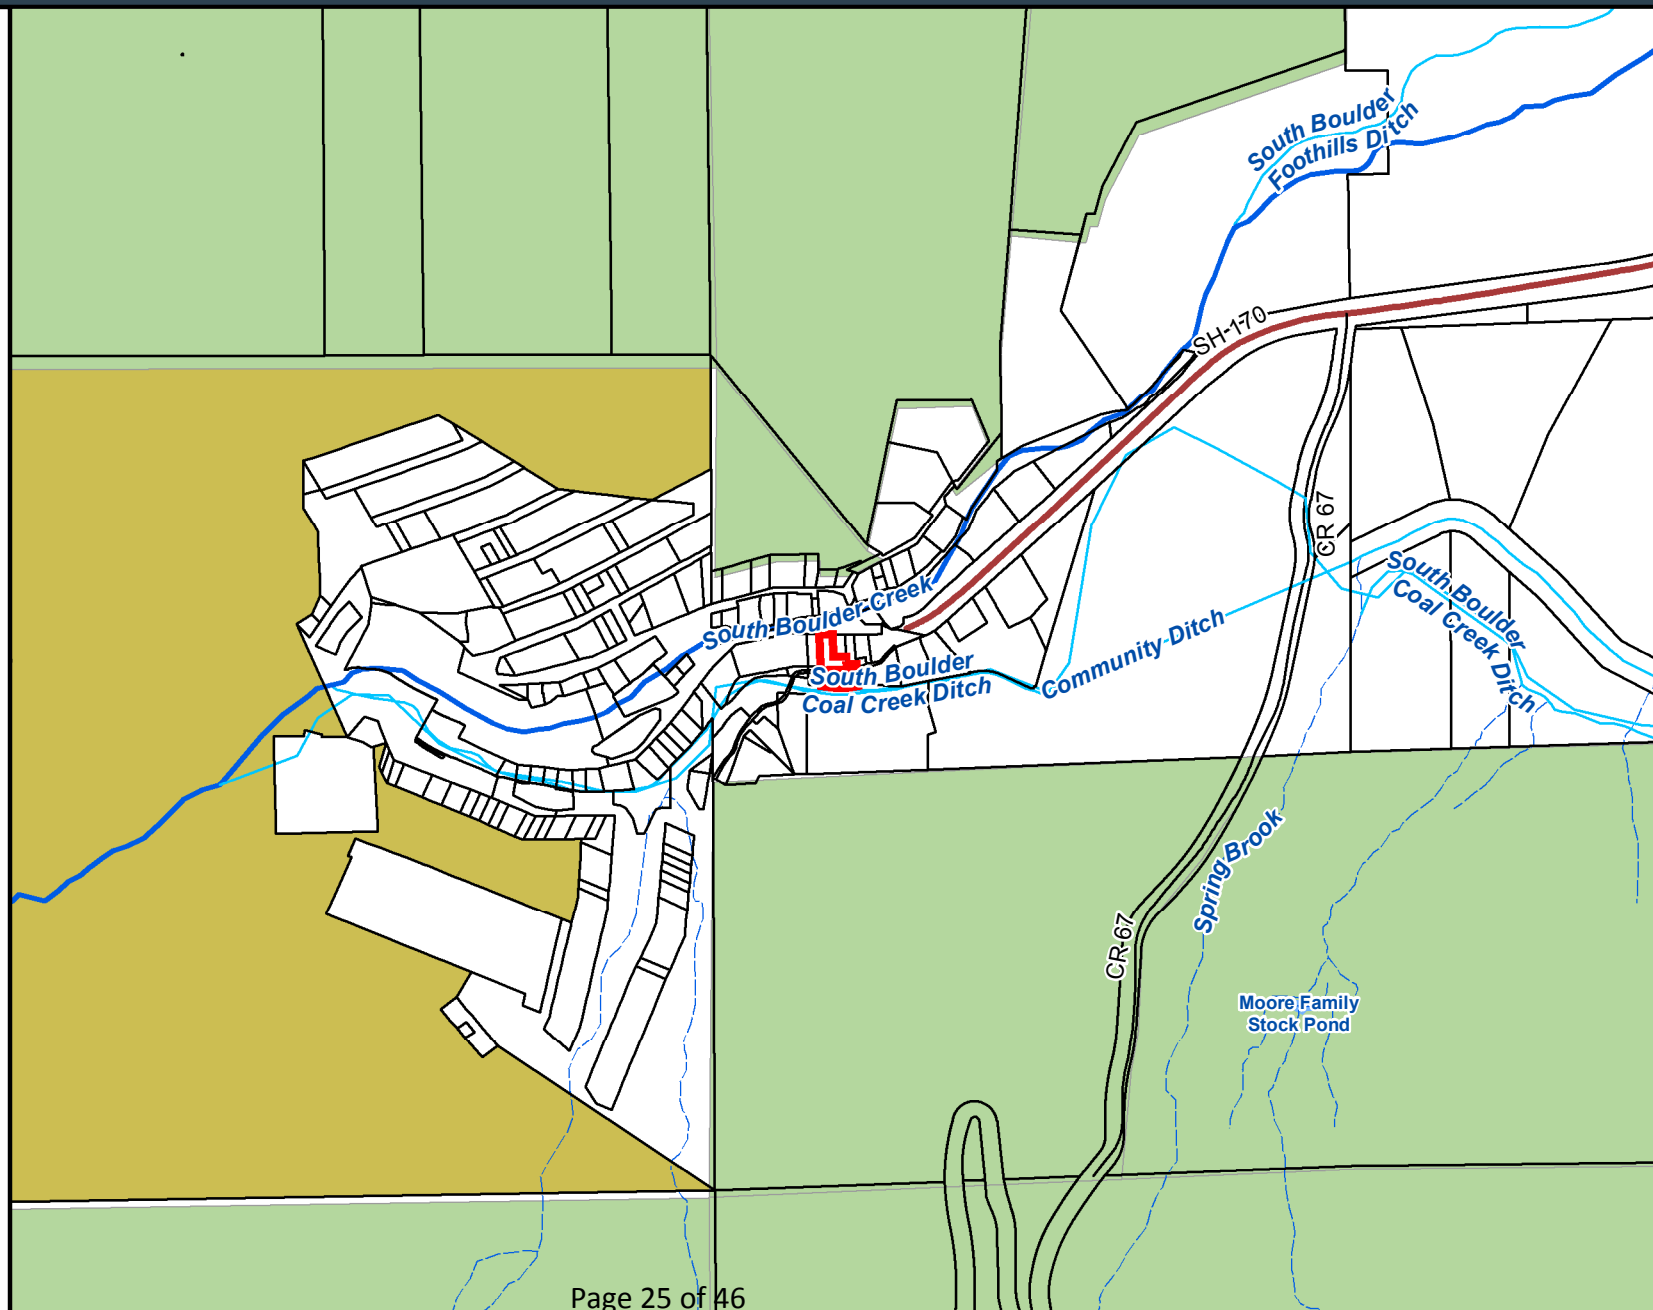 South Boulder
Foothills Ditch
SH-170
CR 67
South Boulder
Coal Creek Ditch
South Boulder Creek
Community Ditch
South Boulder
Coal Creek Ditch
Spring Brook
CR 67
Moore Family
Stock Pond
Page 25 of 46